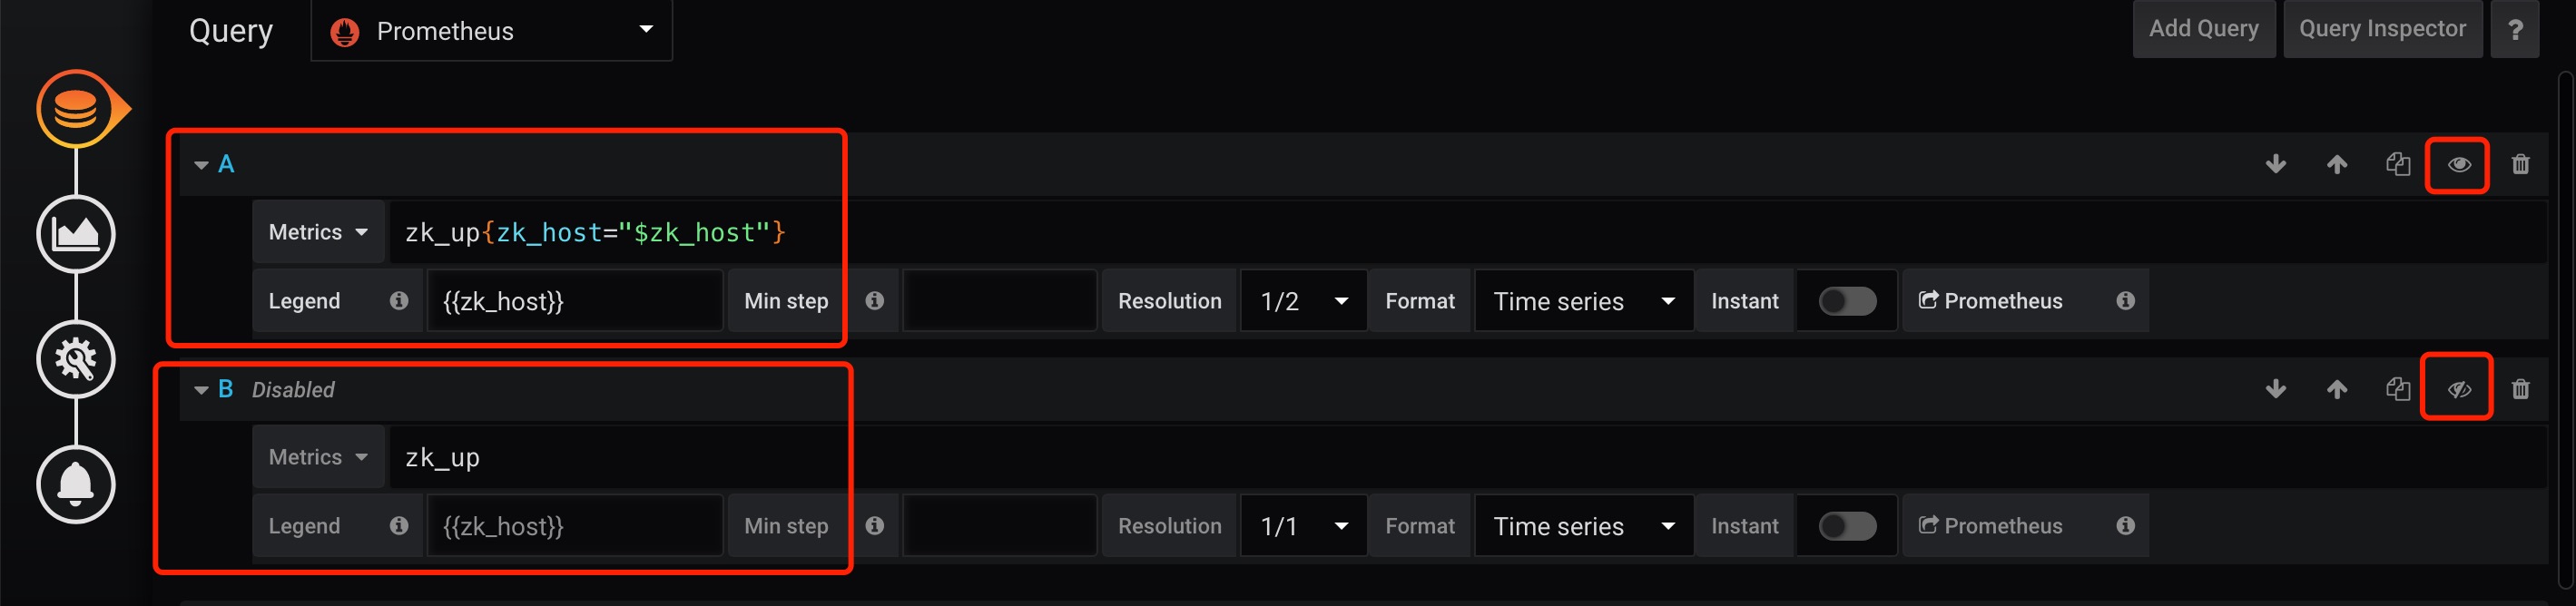 Query Prometheus Add Query Query Inspector ?
A
Metrics zk_up{zk_host="$zk_host"}
Legend {{zk_host}} Min step Resolution 1/2 Format Time series Instant Prometheus
B Disabled
Metrics zk_up
Legend {{zk_host}} Min step Resolution 1/1 Format Time series Instant Prometheus